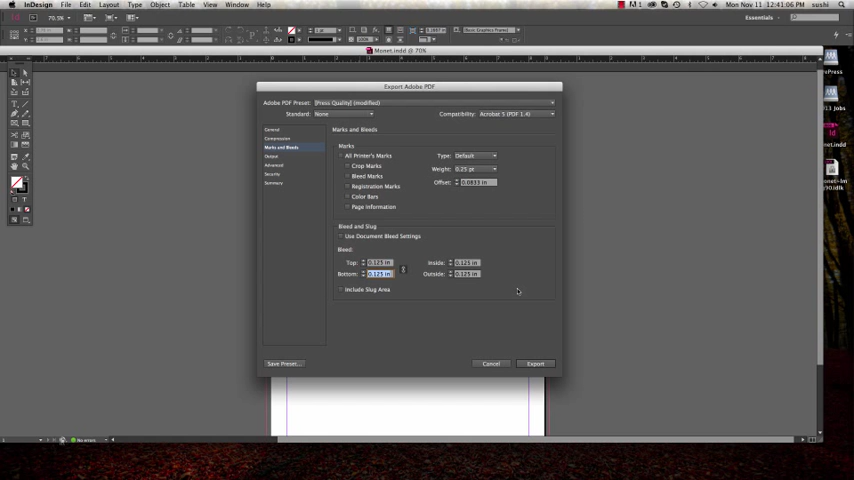 InDesign File Edit Layout Type Object Table View Window Help Mon Nov 11 12:41:06 PM sushi
70.5% Essentials
Monet.indd @ 70%
Export Adobe PDF
Adobe PDF Preset: [Press Quality] (modified)
Standard: None Compatibility: Acrobat 5 (PDF 1.4)
General
Compression
Marks and Bleeds
Output
Advanced
Security
Summary
Marks and Bleeds
Marks
All Printer's Marks Type: Default
Crop Marks Weight: 0.25 pt
Bleed Marks
Registration Marks Offset: 0.0833 in
Color Bars
Page Information
Bleed and Slug
Use Document Bleed Settings
Bleed:
Top: 0.125 in Inside: 0.125 in
Bottom: 0.125 in Outside: 0.125 in
Include Slug Area
Save Preset... Cancel Export
No errors